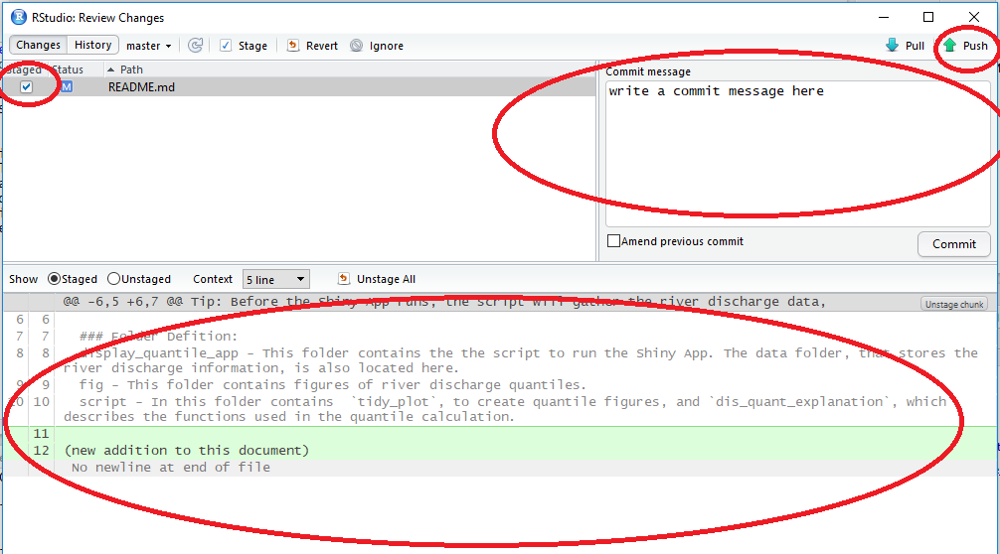 RStudio: Review Changes
Changes History master Stage Revert Ignore Pull Push
Staged Status Path
M README.md
Commit message
write a commit message here
Amend previous commit
Commit
Show Staged Unstaged Context 5 line Unstage All
@@ -6,5 +6,7 @@ Tip: Before the Shiny App runs, the script will gather the river discharge data, Unstage chunk
6 6
7 7 ### Folder Defition:
8 8 display_quantile_app - This folder contains the the script to run the Shiny App. The data folder, that stores the
river discharge information, is also located here.
9 9 fig - This folder contains figures of river discharge quantiles.
10 10 script - In this folder contains `tidy_plot`, to create quantile figures, and `dis_quant_explanation`, which
describes the functions used in the quantile calculation.
11
12 (new addition to this document)
No newline at end of file